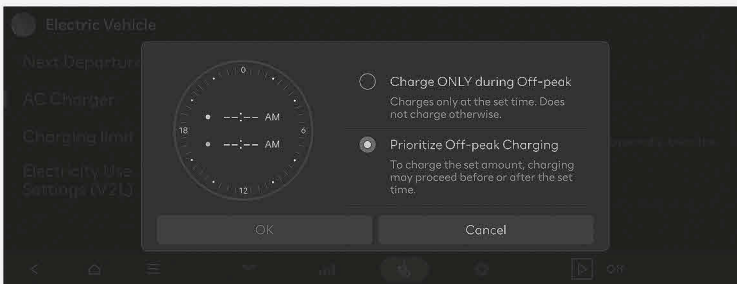 Electric Vehicle
Next Departure
AC Charger
Charging limit
Electricity Use
Settings (V2L)
0
6
12
18
--:-- AM
--:-- AM
Charge ONLY during Off-peak
Charges only at the set time. Does
not charge otherwise.
Prioritize Off-peak Charging
To charge the set amount, charging
may proceed before or after the set
time.
OK
Cancel
Off